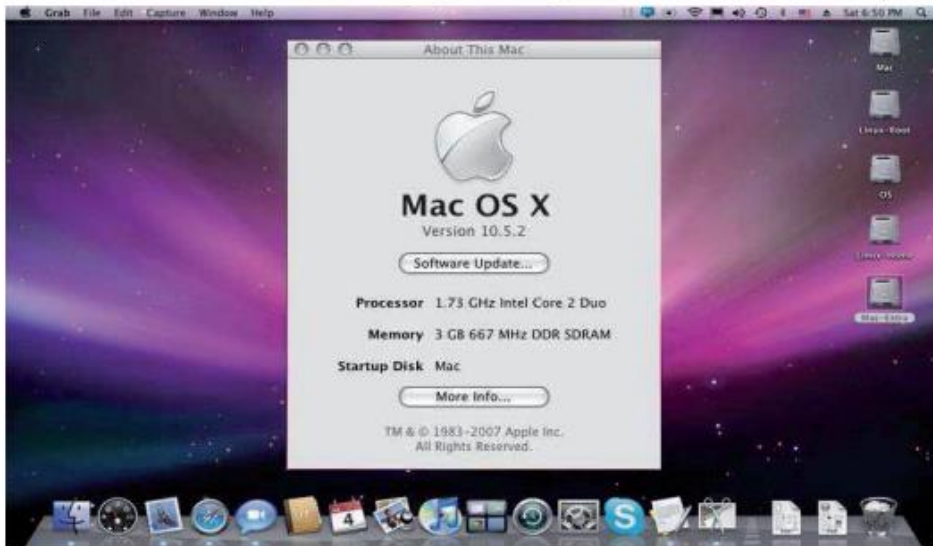 Grab File Edit Capture Window Help
Sat 6:50 PM
About This Mac
Mac
Linux-Root
OS
Linux-Home
Mac-Extra
Mac OS X
Version 10.5.2
Software Update...
Processor 1.73 GHz Intel Core 2 Duo
Memory 3 GB 667 MHz DDR SDRAM
Startup Disk Mac
More Info...
TM & © 1983-2007 Apple Inc.
All Rights Reserved.
4
S